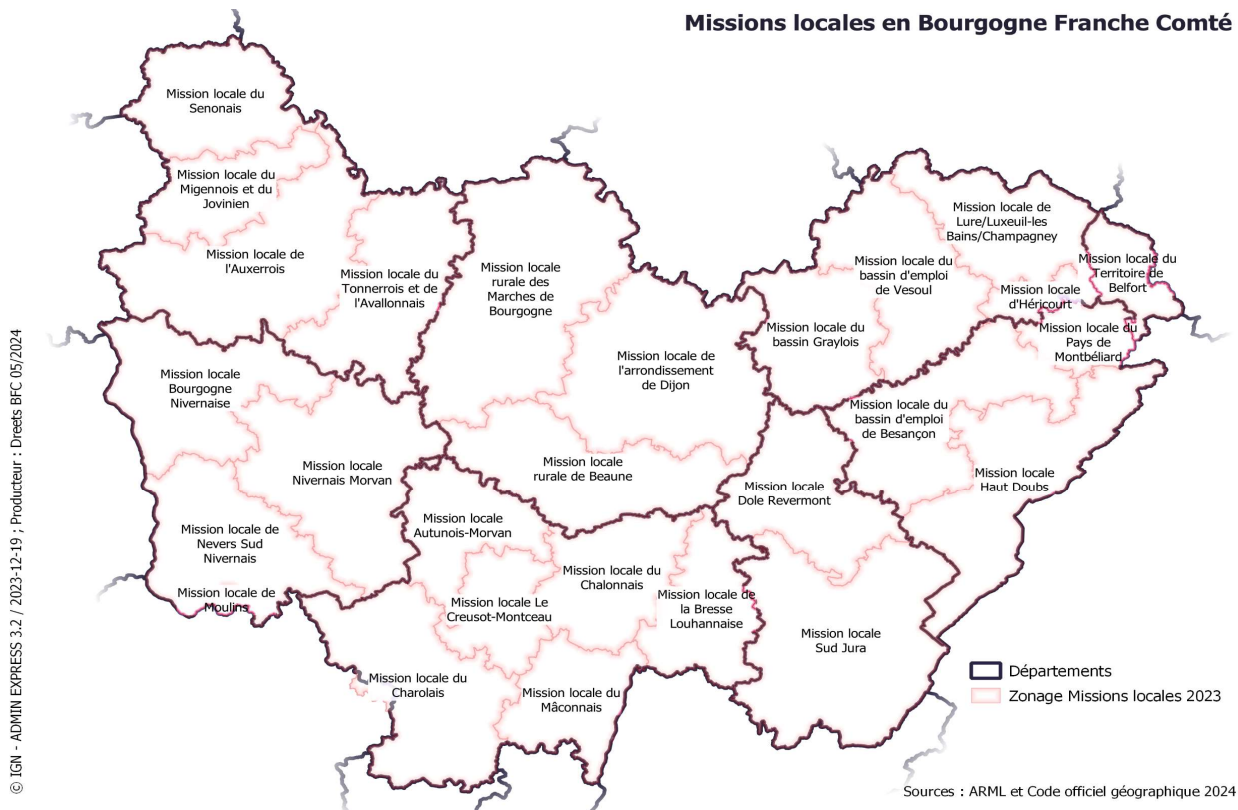 Missions locales en Bourgogne Franche Comté
Mission locale du
Senonais
Mission locale du
Migennois et du
Jovinien
Mission locale de
l'Auxerrois
Mission locale du
Tonnerrois et de
l'Avallonnais
Mission locale
rurale des
Marches de
Bourgogne
Mission locale de
l'arrondissement
de Dijon
Mission locale
rurale de Beaune
Mission locale de
Lure/Luxeuil-les
Bains/Champagney
Mission locale du
bassin d'emploi
de Vesoul
Mission locale du
Territoire de
Belfort
Mission locale
d'Héricourt
Mission locale du
bassin Graylois
Mission locale du
Pays de
Montbéliard
Mission locale du
bassin d'emploi
de Besançon
Mission locale
Haut Doubs
Mission locale
Dole Revermont
Mission locale
Sud Jura
Mission locale
Bourgogne
Nivernaise
Mission locale
Nivernais Morvan
Mission locale de
Nevers Sud
Nivernais
Mission locale de
Moulins
Mission locale
Autunois-Morvan
Mission locale du
Chalonnais
Mission locale Le
Creusot-Montceau
Mission locale de
la Bresse
Louhannaise
Mission locale du
Charolais
Mission locale du
Mâconnais
Départements
Zonage Missions locales 2023
Sources : ARML et Code officiel géographique 2024
© IGN - ADMIN EXPRESS 3.2 / 2023-12-19 ; Producteur : Dreets BFC 05/2024